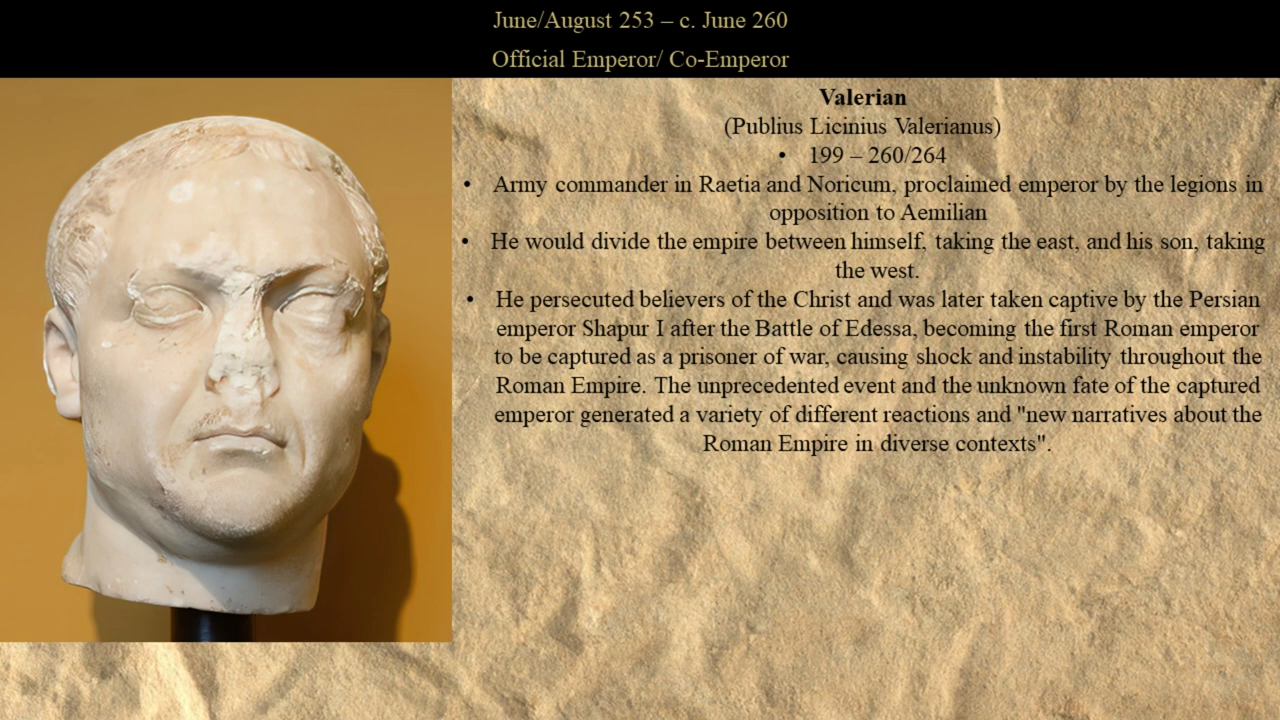 June/August 253 – c. June 260
Official Emperor/ Co-Emperor
Valerian
(Publius Licinius Valerianus)
• 199 – 260/264
• Army commander in Raetia and Noricum, proclaimed emperor by the legions in
opposition to Aemilian
• He would divide the empire between himself, taking the east, and his son, taking
the west.
• He persecuted believers of the Christ and was later taken captive by the Persian
emperor Shapur I after the Battle of Edessa, becoming the first Roman emperor
to be captured as a prisoner of war, causing shock and instability throughout the
Roman Empire. The unprecedented event and the unknown fate of the captured
emperor generated a variety of different reactions and "new narratives about the
Roman Empire in diverse contexts".